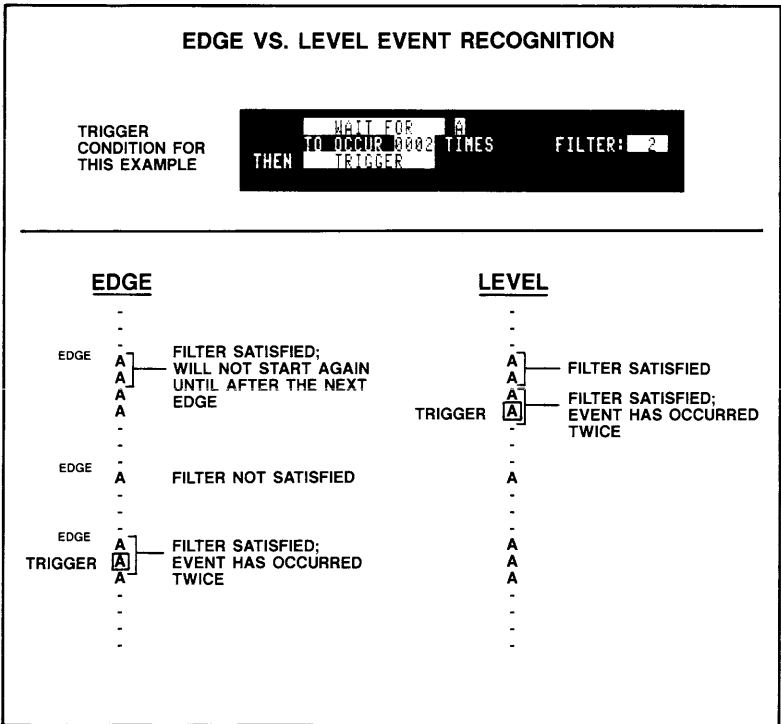 EDGE VS. LEVEL EVENT RECOGNITION
TRIGGER
CONDITION FOR
THIS EXAMPLE
WAIT FOR A
TO OCCUR 0002 TIMES FILTER: 2
THEN TRIGGER
EDGE
-
-
-
EDGE A
A
A
A
FILTER SATISFIED;
WILL NOT START AGAIN
UNTIL AFTER THE NEXT
EDGE
-
-
-
EDGE A FILTER NOT SATISFIED
-
-
-
EDGE A
TRIGGER A
A
FILTER SATISFIED;
EVENT HAS OCCURRED
TWICE
-
-
-
-
LEVEL
-
-
-
A
A
FILTER SATISFIED
A
TRIGGER A
FILTER SATISFIED;
EVENT HAS OCCURRED
TWICE
-
-
-
A
-
-
-
A
A
A
-
-
-
-